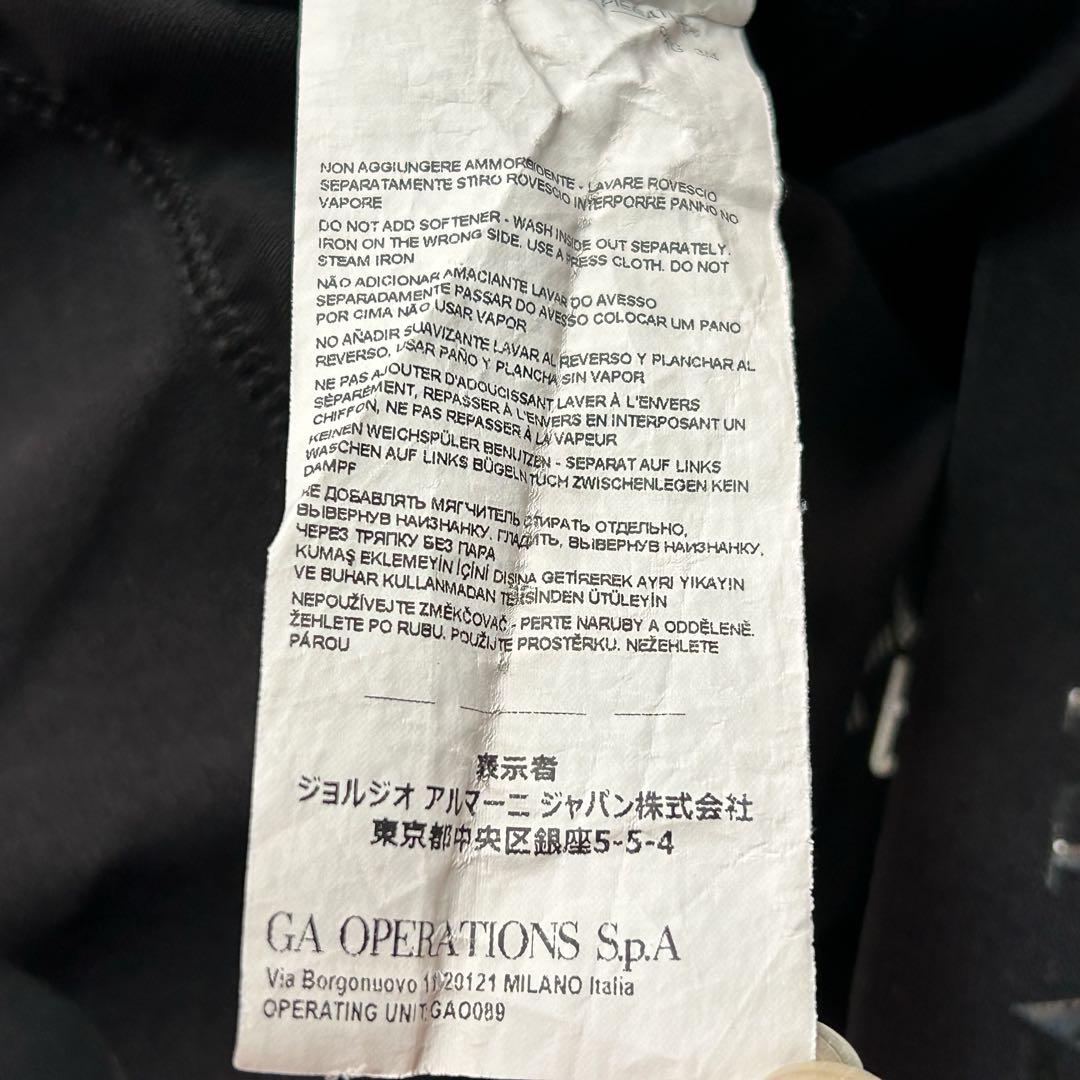 NON AGGIUNGERE AMMORBIDENTE - LAVARE ROVESCIO
SEPARATAMENTE STIRO ROVESCIO INTERPORRE PANNO NO
VAPORE
DO NOT ADD SOFTENER - WASH INSIDE OUT SEPARATELY.
IRON ON THE WRONG SIDE. USE A PRESS CLOTH. DO NOT
STEAM IRON
NÃO ADICIONAR AMACIANTE LAVAR DO AVESSO
SEPARADAMENTE PASSAR DO AVESSO COLOCAR UM PANO
POR CIMA NÃO USAR VAPOR
NO AÑADIR SUAVIZANTE LAVAR AL REVERSO Y PLANCHAR AL
REVERSO, USAR PAÑO Y PLANCHA SIN VAPOR
NE PAS AJOUTER D'ADOUCISSANT LAVER À L'ENVERS
SÉPARÉMENT, REPASSER À L'ENVERS EN INTERPOSANT UN
CHIFFON, NE PAS REPASSER À LA VAPEUR
KEINEN WEICHSPÜLER BENUTZEN - SEPARAT AUF LINKS
WASCHEN AUF LINKS BÜGELN TUCH ZWISCHENLEGEN KEIN
DAMPF
НЕ ДОБАВЛЯТЬ МЯГЧИТЕЛЬ СТИРАТЬ ОТДЕЛЬНО,
ВЫВЕРНУВ НАИЗНАНКУ. ГЛАДИТЬ, ВЫВЕРНУВ НАИЗНАНКУ,
ЧЕРЕЗ ТРЯПКУ БЕЗ ПАРА
KUMAŞ EKLEMEYİN İÇİNİ DIŞINA GETİREREK AYRI YIKAYIN
VE BUHAR KULLANMADAN TERSİNDEN ÜTÜLEYİN
NEPOUŽÍVEJTE ZMĚKČOVAČ - PERTE NARUBY A ODDĚLENĚ.
ŽEHLETE PO RUBU. POUŽIJTE PROSTĚRKU. NEŽEHLETE
PÁROU
表示者
ジョルジオ アルマーニ ジャパン株式会社
東京都中央区銀座5-5-4
GA OPERATIONS S.p.A
Via Borgonuovo 11 20121 MILANO Italia
OPERATING UNIT GAO089